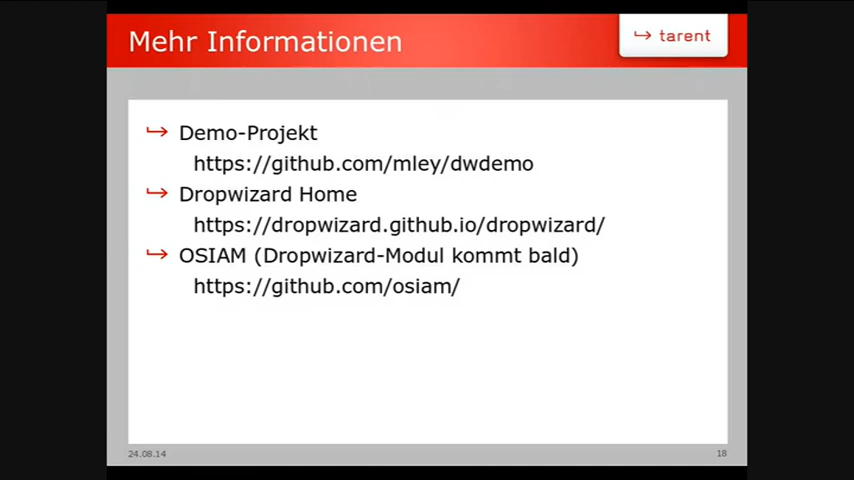 Mehr Informationen
↪ tarent
Demo-Projekt
https://github.com/mley/dwdemo
Dropwizard Home
https://dropwizard.github.io/dropwizard/
OSIAM (Dropwizard-Modul kommt bald)
https://github.com/osiam/
24.08.14
18